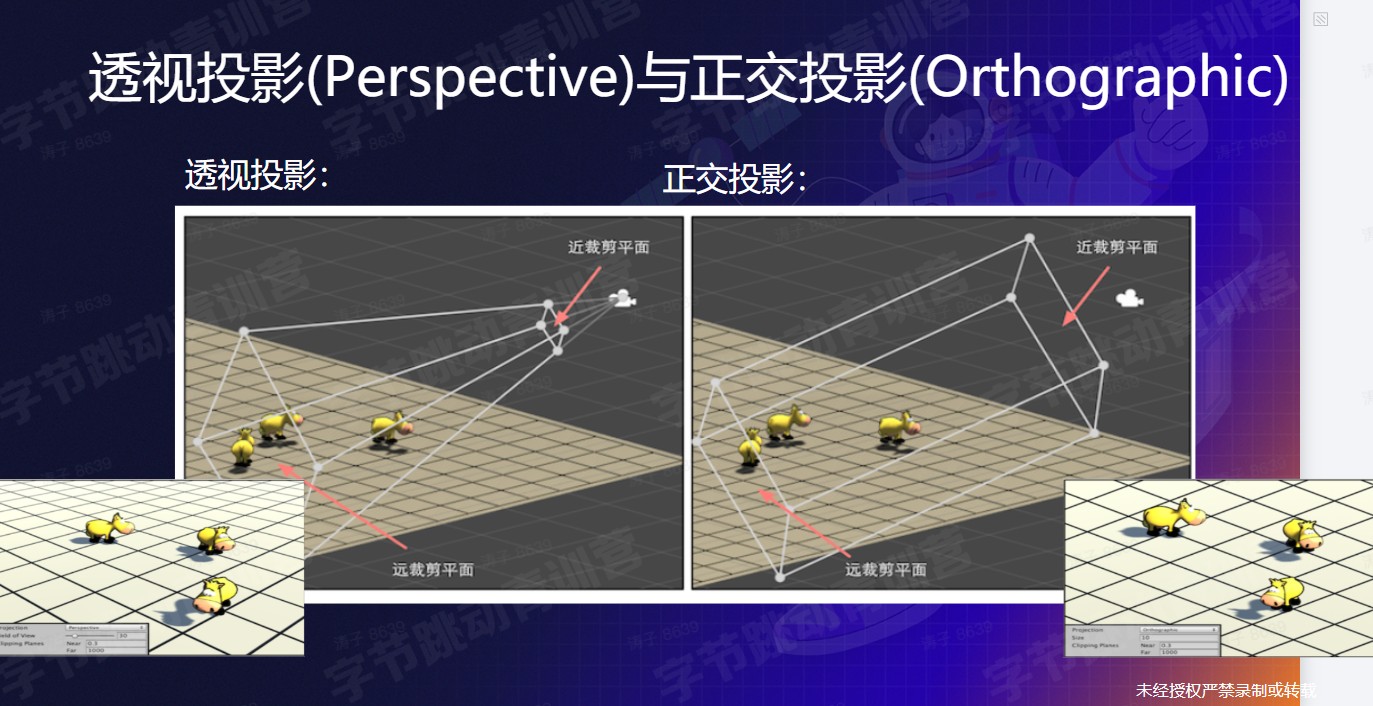 透视投影(Perspective)与正交投影(Orthographic)
透视投影：
正交投影：
近裁剪平面
近裁剪平面
远裁剪平面
远裁剪平面
Projection
Perspective
Field of View
30
Clipping Planes
Near
0.3
Far
1000
Projection
Orthographic
Size
10
Clipping Planes
Near
0.3
Far
1000
未经授权严禁录制或转载
字节跳动青训营
涛子 8639